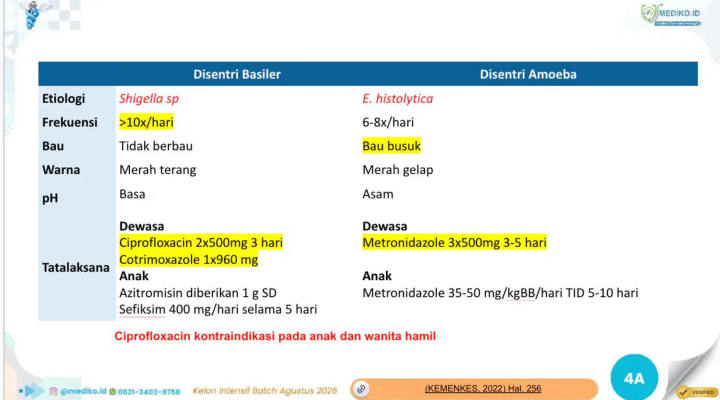 MEDIKO.ID
Disentri Basiler Disentri Amoeba
Etiologi Shigella sp E. histolytica
Frekuensi >10x/hari 6-8x/hari
Bau Tidak berbau Bau busuk
Warna Merah terang Merah gelap
pH Basa Asam
Tatalaksana
Dewasa Dewasa
Ciprofloxacin 2x500mg 3 hari Metronidazole 3x500mg 3-5 hari
Cotrimoxazole 1x960 mg
Anak Anak
Azitromisin diberikan 1 g SD Metronidazole 35-50 mg/kgBB/hari TID 5-10 hari
Sefiksim 400 mg/hari selama 5 hari
Ciprofloxacin kontraindikasi pada anak dan wanita hamil
@mediko.id 0821-3403-8758 Kelan Intensif Batch Agustus 2026
(KEMENKES, 2022) Hal. 256
4A
VERIFIED